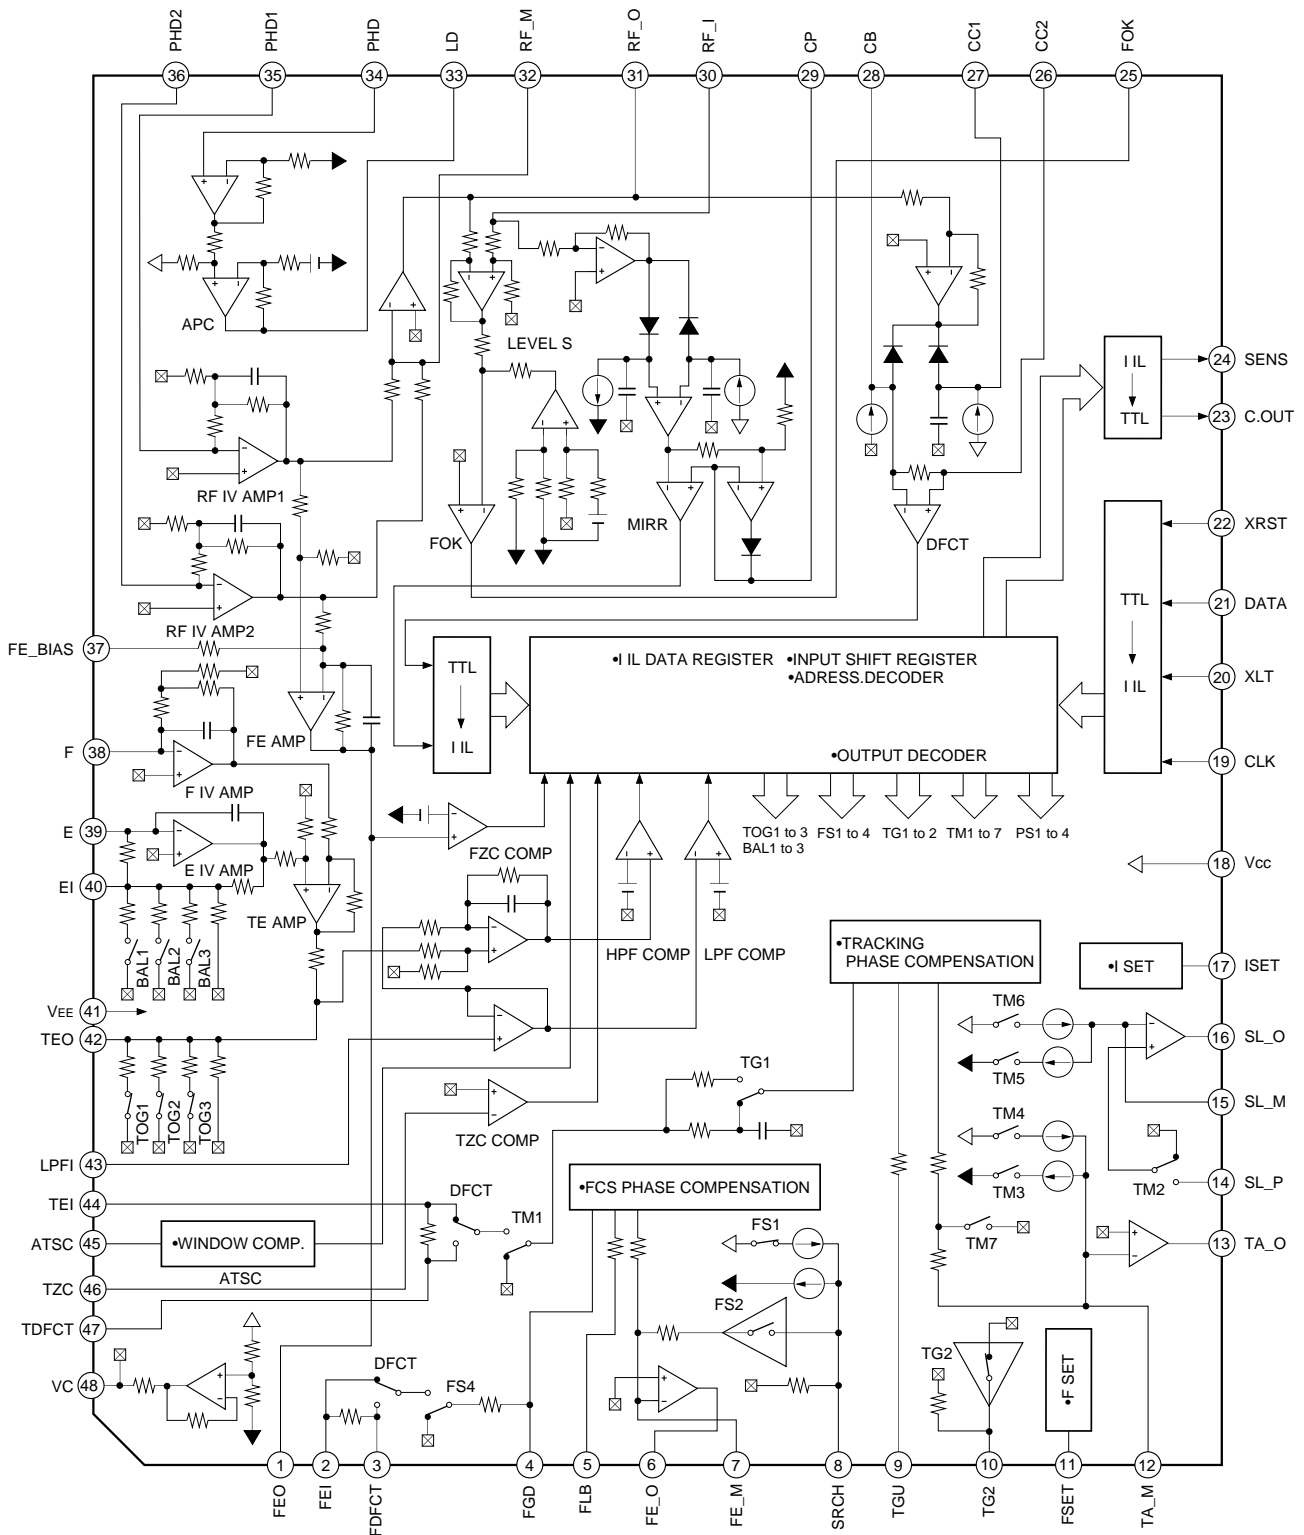 PHD2
PHD1
PHD
LD
RF_M
RF_O
RF_I
CP
CB
CC1
CC2
FOK
36
35
34
33
32
31
30
29
28
27
26
25
APC
LEVEL S
I IL
TTL
24 SENS
23 C.OUT
RF IV AMP1
FOK
MIRR
DFCT
22 XRST
TTL
I IL
21 DATA
20 XLT
19 CLK
RF IV AMP2
FE_BIAS 37
TTL
I IL
•I IL DATA REGISTER •INPUT SHIFT REGISTER
•ADRESS.DECODER
•OUTPUT DECODER
FE AMP
F 38
F IV AMP
E 39
E IV AMP
FZC COMP
TOG1 to 3
BAL1 to 3
FS1 to 4
TG1 to 2
TM1 to 7
PS1 to 4
18 Vcc
EI 40
TE AMP
BAL1
BAL2
BAL3
HPF COMP
LPF COMP
•TRACKING
PHASE COMPENSATION
•I SET
17 ISET
VEE 41
TEO 42
TM6
16 SL_O
TM5
TG1
15 SL_M
TOG1
TOG2
TOG3
TZC COMP
TM4
LPFI 43
•FCS PHASE COMPENSATION
TM3
TM2
14 SL_P
TEI 44
DFCT
TM1
FS1
ATSC 45
•WINDOW COMP.
TM7
13 TA_O
ATSC
TZC 46
FS2
TDFCT 47
TG2
VC 48
DFCT
FS4
•F SET
1
2
3
4
5
6
7
8
9
10
11
12
FEO
FEI
FDFCT
FGD
FLB
FE_O
FE_M
SRCH
TGU
TG2
FSET
TA_M